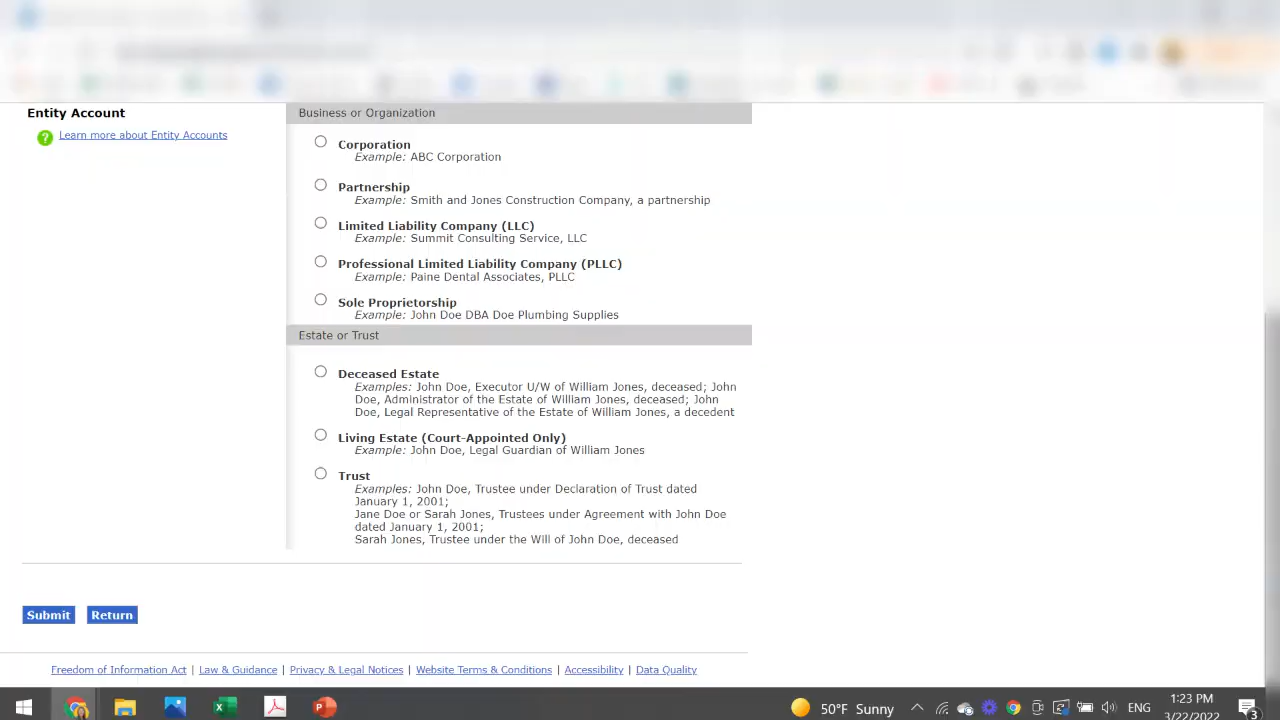 Entity Account
Learn more about Entity Accounts
Business or Organization
Corporation
Example: ABC Corporation
Partnership
Example: Smith and Jones Construction Company, a partnership
Limited Liability Company (LLC)
Example: Summit Consulting Service, LLC
Professional Limited Liability Company (PLLC)
Example: Paine Dental Associates, PLLC
Sole Proprietorship
Example: John Doe DBA Doe Plumbing Supplies
Estate or Trust
Deceased Estate
Examples: John Doe, Executor U/W of William Jones, deceased; John
Doe, Administrator of the Estate of William Jones, deceased; John
Doe, Legal Representative of the Estate of William Jones, a decedent
Living Estate (Court-Appointed Only)
Example: John Doe, Legal Guardian of William Jones
Trust
Examples: John Doe, Trustee under Declaration of Trust dated
January 1, 2001;
Jane Doe or Sarah Jones, Trustees under Agreement with John Doe
dated January 1, 2001;
Sarah Jones, Trustee under the Will of John Doe, deceased
Submit Return
Freedom of Information Act | Law & Guidance | Privacy & Legal Notices | Website Terms & Conditions | Accessibility | Data Quality
50°F Sunny ENG
1:23 PM
3/22/2022
3